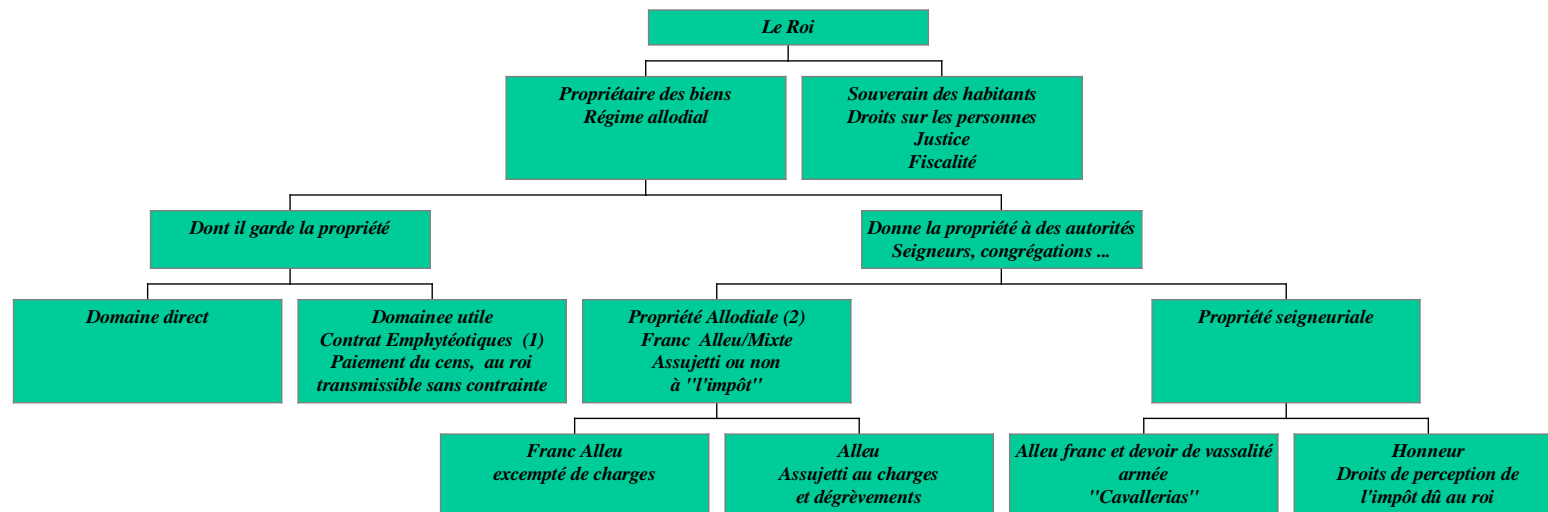 Le Roi
Propriétaire des biens
Régime allodial
Souverain des habitants
Droits sur les personnes
Justice
Fiscalité
Dont il garde la propriété
Donne la propriété à des autorités
Seigneurs, congrégations ...
Domaine direct
Domainee utile
Contrat Emphytéotiques (1)
Paiement du cens, au roi
transmissible sans contrainte
Propriété Allodiale (2)
Franc Alleu/Mixte
Assujetti ou non
à "l'impôt"
Propriété seigneuriale
Franc Alleu
excempté de charges
Alleu
Assujetti au charges
et dégrèvements
Alleu franc et devoir de vassalité
armée
"Cavallerias"
Honneur
Droits de perception de
l'impôt dû au roi